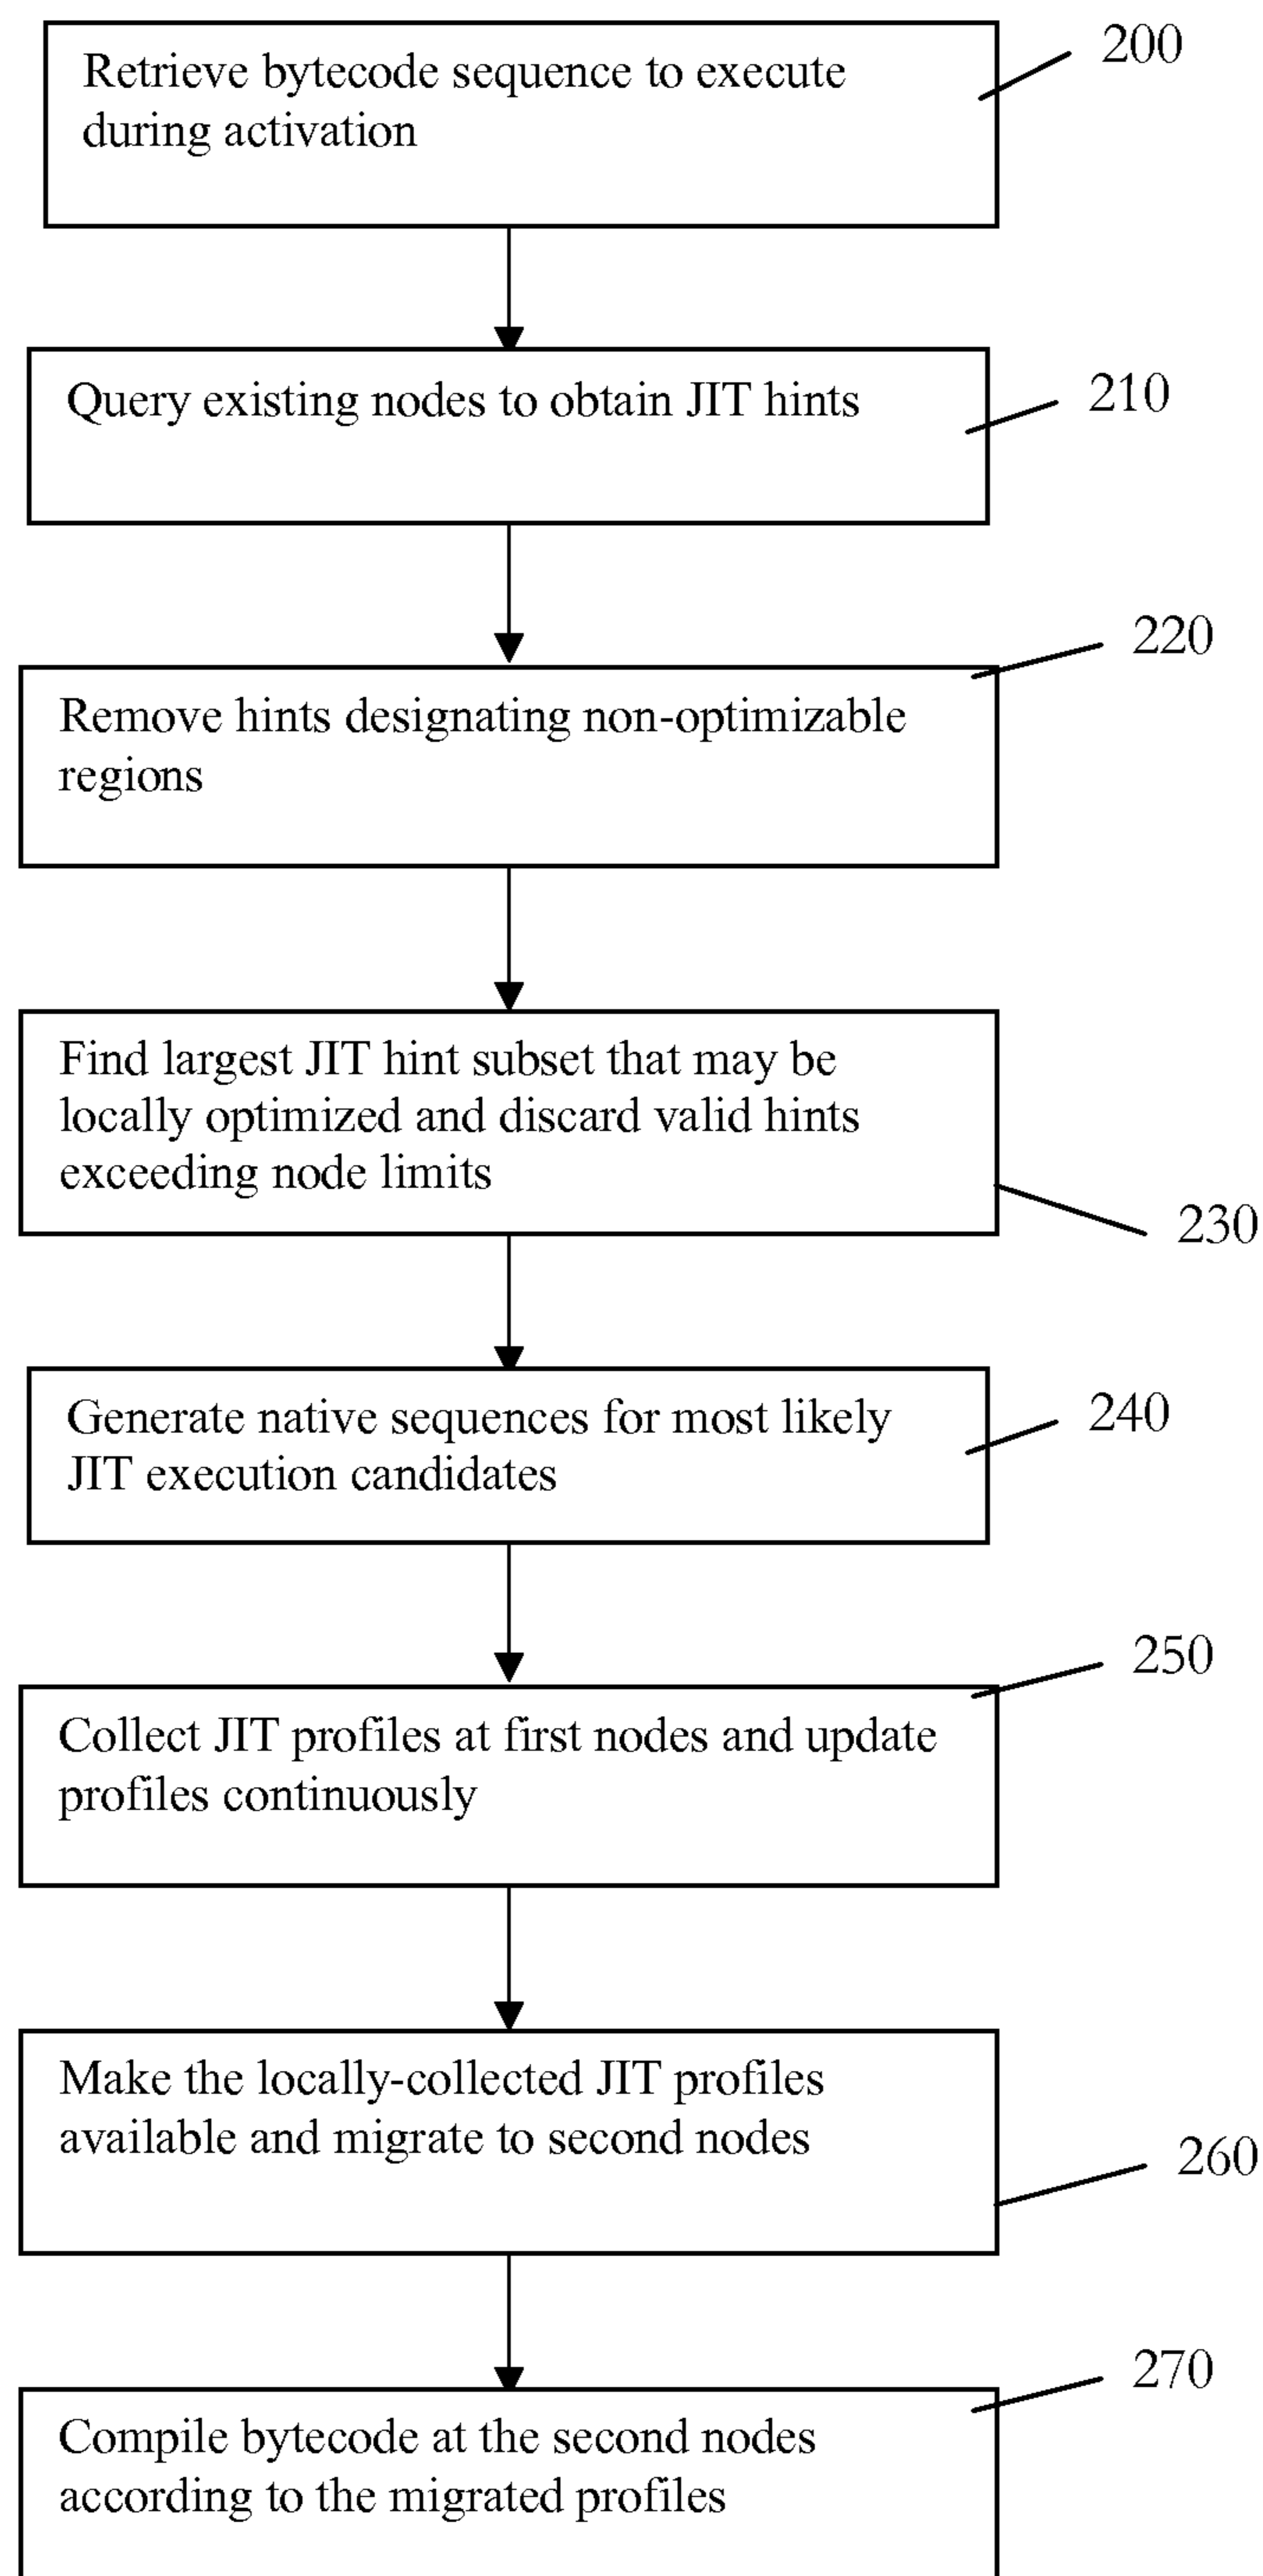 Retrieve bytecode sequence to execute
during activation
200
Query existing nodes to obtain JIT hints
210
Remove hints designating non-optimizable
regions
220
Find largest JIT hint subset that may be
locally optimized and discard valid hints
exceeding node limits
230
Generate native sequences for most likely
JIT execution candidates
240
Collect JIT profiles at first nodes and update
profiles continuously
250
Make the locally-collected JIT profiles
available and migrate to second nodes
260
Compile bytecode at the second nodes
according to the migrated profiles
270